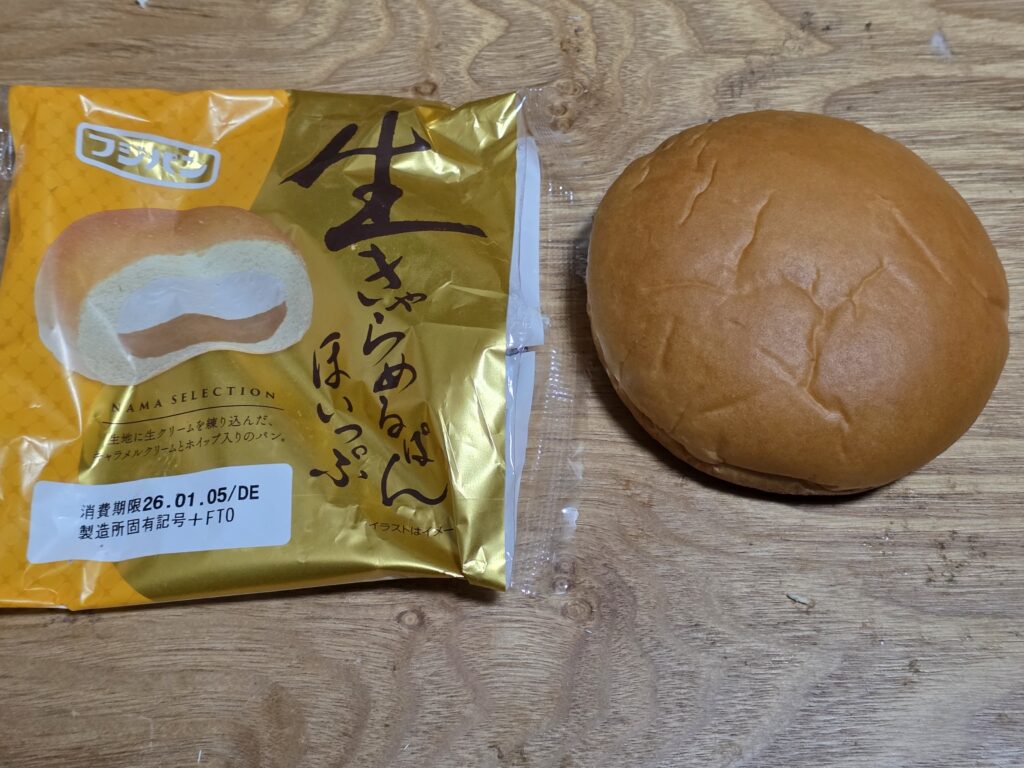 フジパン
生きゃらめるぱん
ほいっぷ
NAMA SELECTION
生地に生クリームを練り込んだ、
キャラメルクリームとホイップ入りのパン。
消費期限26.01.05/DE
製造所固有記号+FT0
イラストはイメー